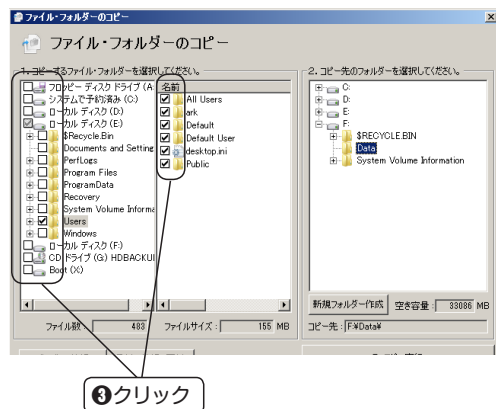 ファイル・フォルダーのコピー
ファイル・フォルダーのコピー
1. コピーするファイル・フォルダーを選択してください。
フロッピー ディスク ドライブ (A:
システムで予約済み (C:)
ローカル ディスク (D:)
ローカル ディスク (E:)
$Recycle.Bin
Documents and Setting
PerfLogs
Program Files
ProgramData
Recovery
System Volume Informa
Users
Windows
ローカル ディスク (F:)
CD ドライブ (G:) HDBACKUI
Boot (X:)
名前
All Users
ark
Default
Default User
desktop.ini
Public
ファイル数: 483 ファイルサイズ: 155 MB
2. コピー先のフォルダーを選択してください。
C:
D:
E:
F:
$RECYCLE.BIN
Data
System Volume Information
新規フォルダー作成 空き容量: 33086 MB
コピー先: F:¥Data¥
❸クリック